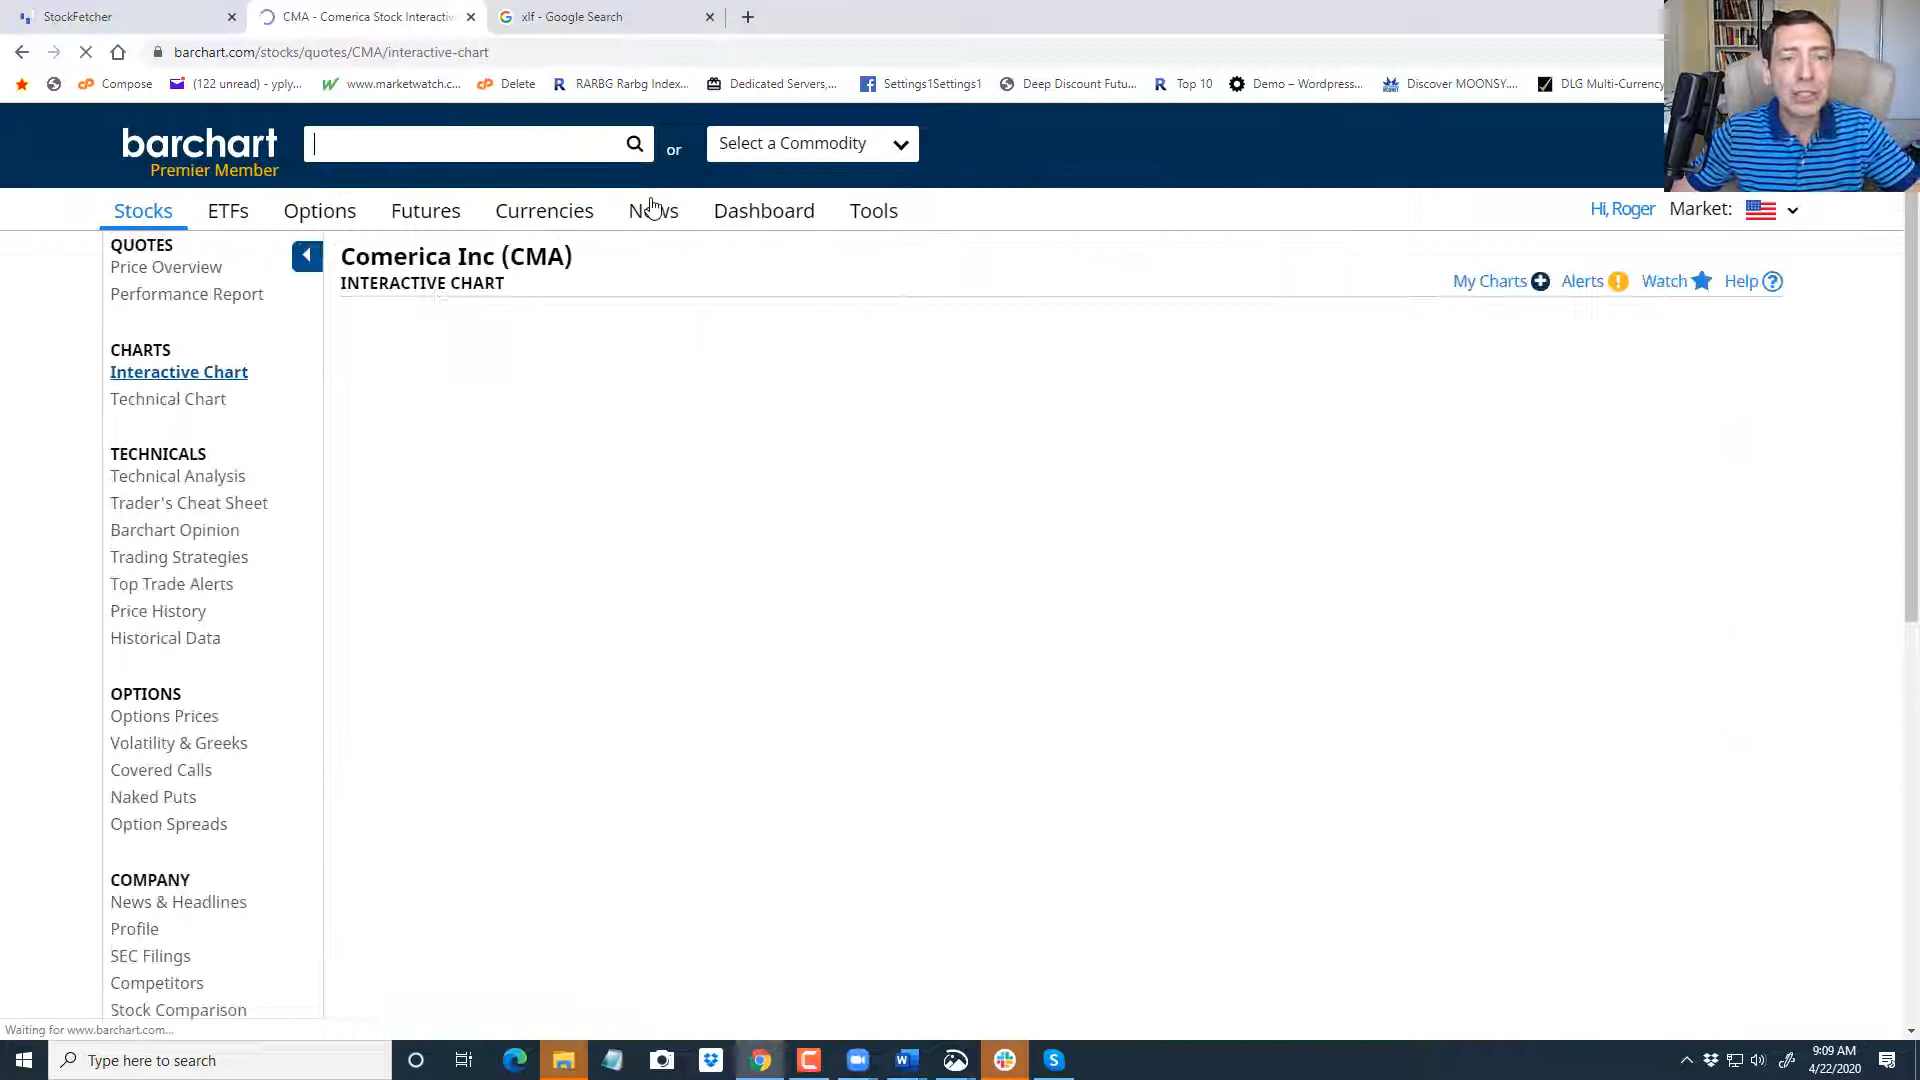 StockFetcher
CMA - Comerica Stock Interactiv
xlf - Google Search
barchart.com/stocks/quotes/CMA/interactive-chart
Compose
(122 unread) - yply...
www.marketwatch.c...
Delete
RARBG Rarbg Index...
Dedicated Servers,...
Settings1Settings1
Deep Discount Futu...
Top 10
Demo – Wordpress...
Discover MOONSY....
DLG Multi-Currency
barchart
Premier Member
or
Select a Commodity
Stocks
ETFs
Options
Futures
Currencies
News
Dashboard
Tools
Hi, Roger
Market:
QUOTES
Price Overview
Performance Report
CHARTS
Interactive Chart
Technical Chart
TECHNICALS
Technical Analysis
Trader's Cheat Sheet
Barchart Opinion
Trading Strategies
Top Trade Alerts
Price History
Historical Data
OPTIONS
Options Prices
Volatility & Greeks
Covered Calls
Naked Puts
Option Spreads
COMPANY
News & Headlines
Profile
SEC Filings
Competitors
Stock Comparison
Comerica Inc (CMA)
INTERACTIVE CHART
My Charts
Alerts
Watch
Help
Waiting for www.barchart.com...
Type here to search
9:09 AM
4/22/2020